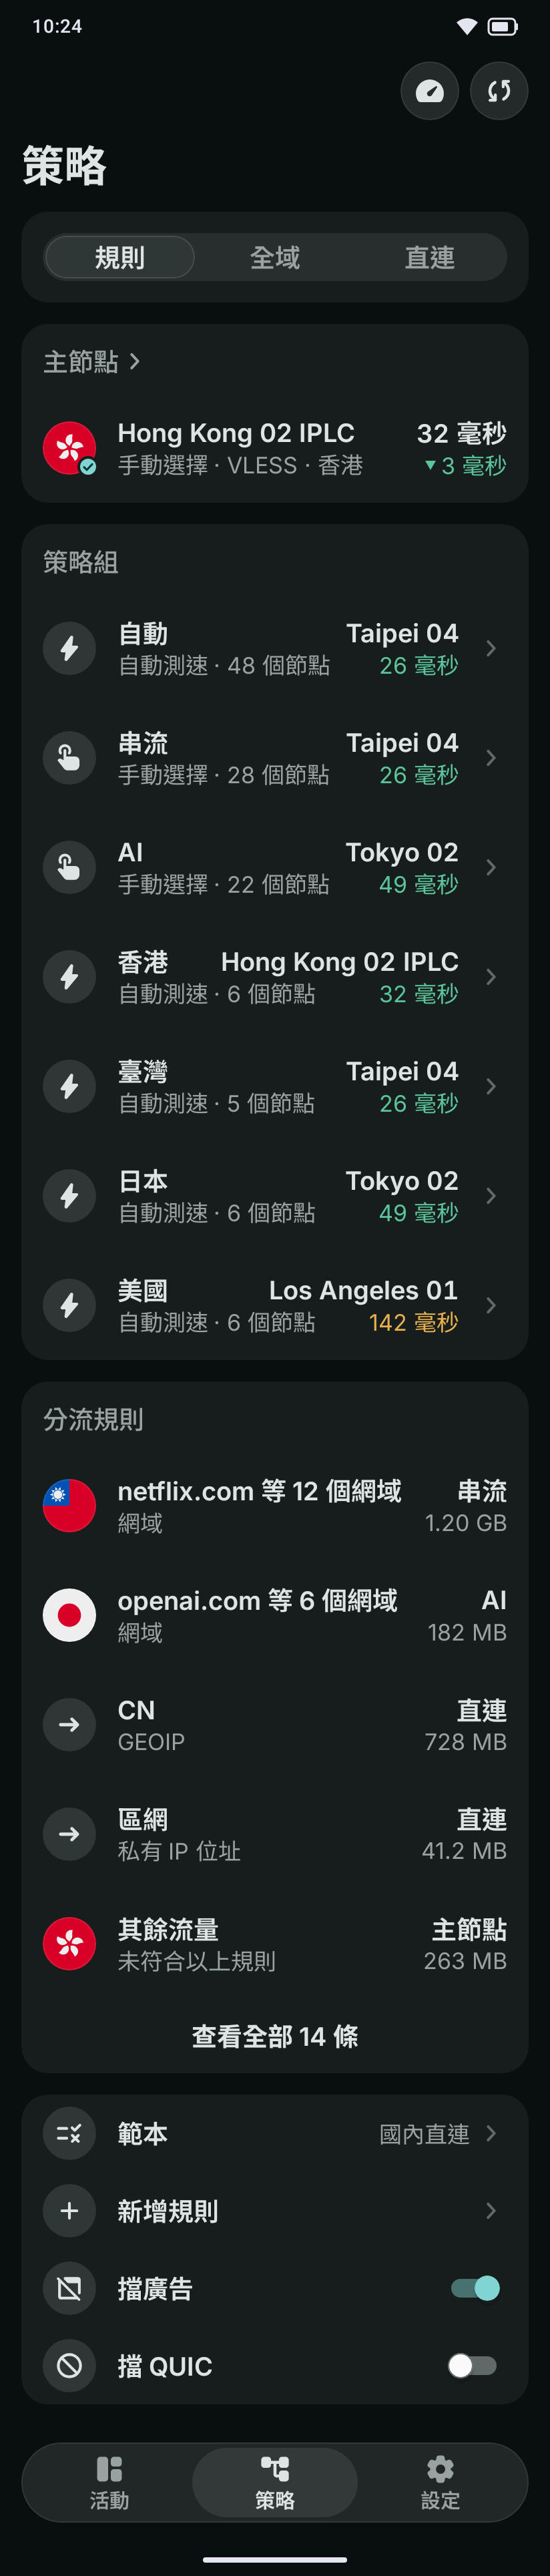 10:24
策略
規則 全域 直連
主節點
Hong Kong 02 IPLC 32 毫秒
手動選擇 · VLESS · 香港 ▼3 毫秒
策略組
自動 Taipei 04
自動測速 · 48 個節點 26 毫秒
串流 Taipei 04
手動選擇 · 28 個節點 26 毫秒
AI Tokyo 02
手動選擇 · 22 個節點 49 毫秒
香港 Hong Kong 02 IPLC
自動測速 · 6 個節點 32 毫秒
臺灣 Taipei 04
自動測速 · 5 個節點 26 毫秒
日本 Tokyo 02
自動測速 · 6 個節點 49 毫秒
美國 Los Angeles 01
自動測速 · 6 個節點 142 毫秒
分流規則
netflix.com 等 12 個網域 串流
網域 1.20 GB
openai.com 等 6 個網域 AI
網域 182 MB
CN 直連
GEOIP 728 MB
區網 直連
私有 IP 位址 41.2 MB
其餘流量 主節點
未符合以上規則 263 MB
查看全部 14 條
範本 國內直連
新增規則
擋廣告
擋 QUIC
活動 策略 設定